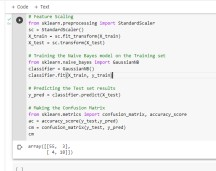 + Code + Text
# Feature Scaling
from sklearn.preprocessing import StandardScaler
sc = StandardScaler()
X_train = sc.fit_transform(X_train)
X_test = sc.transform(X_test)
# Training the Naive Bayes model on the Training set
from sklearn.naive_bayes import GaussianNB
classifier = GaussianNB()
classifier.fit(X_train, y_train)
# Predicting the Test set results
y_pred = classifier.predict(X_test)
# Making the Confusion Matrix
from sklearn.metrics import confusion_matrix, accuracy_score
ac = accuracy_score(y_test,y_pred)
cm = confusion_matrix(y_test, y_pred)
cm
array([[55, 3],
[ 4, 18]])
[ ]